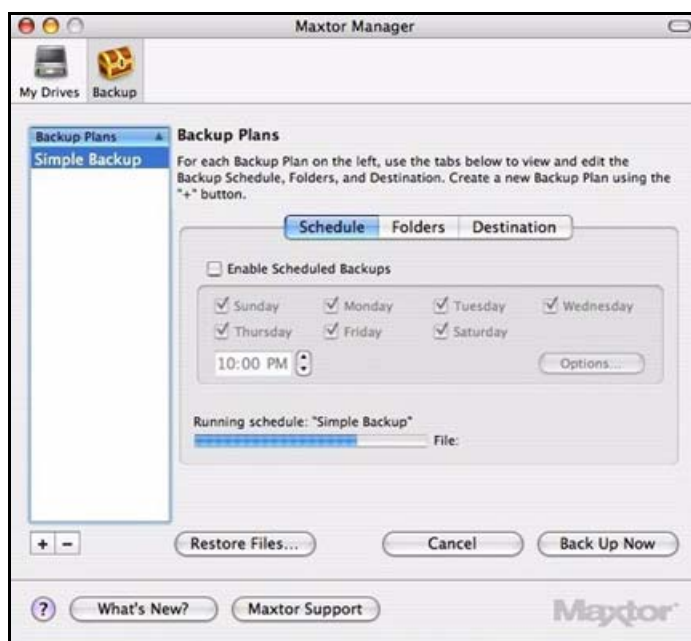 Maxtor Manager
My Drives
Backup
Backup Plans
Simple Backup
Backup Plans
For each Backup Plan on the left, use the tabs below to view and edit the
Backup Schedule, Folders, and Destination. Create a new Backup Plan using the
"+" button.
Schedule Folders Destination
Enable Scheduled Backups
Sunday Monday Tuesday Wednesday
Thursday Friday Saturday
10:00 PM Options...
Running schedule: "Simple Backup"
File:
+ − Restore Files... Cancel Back Up Now
? What's New? Maxtor Support Maxtor